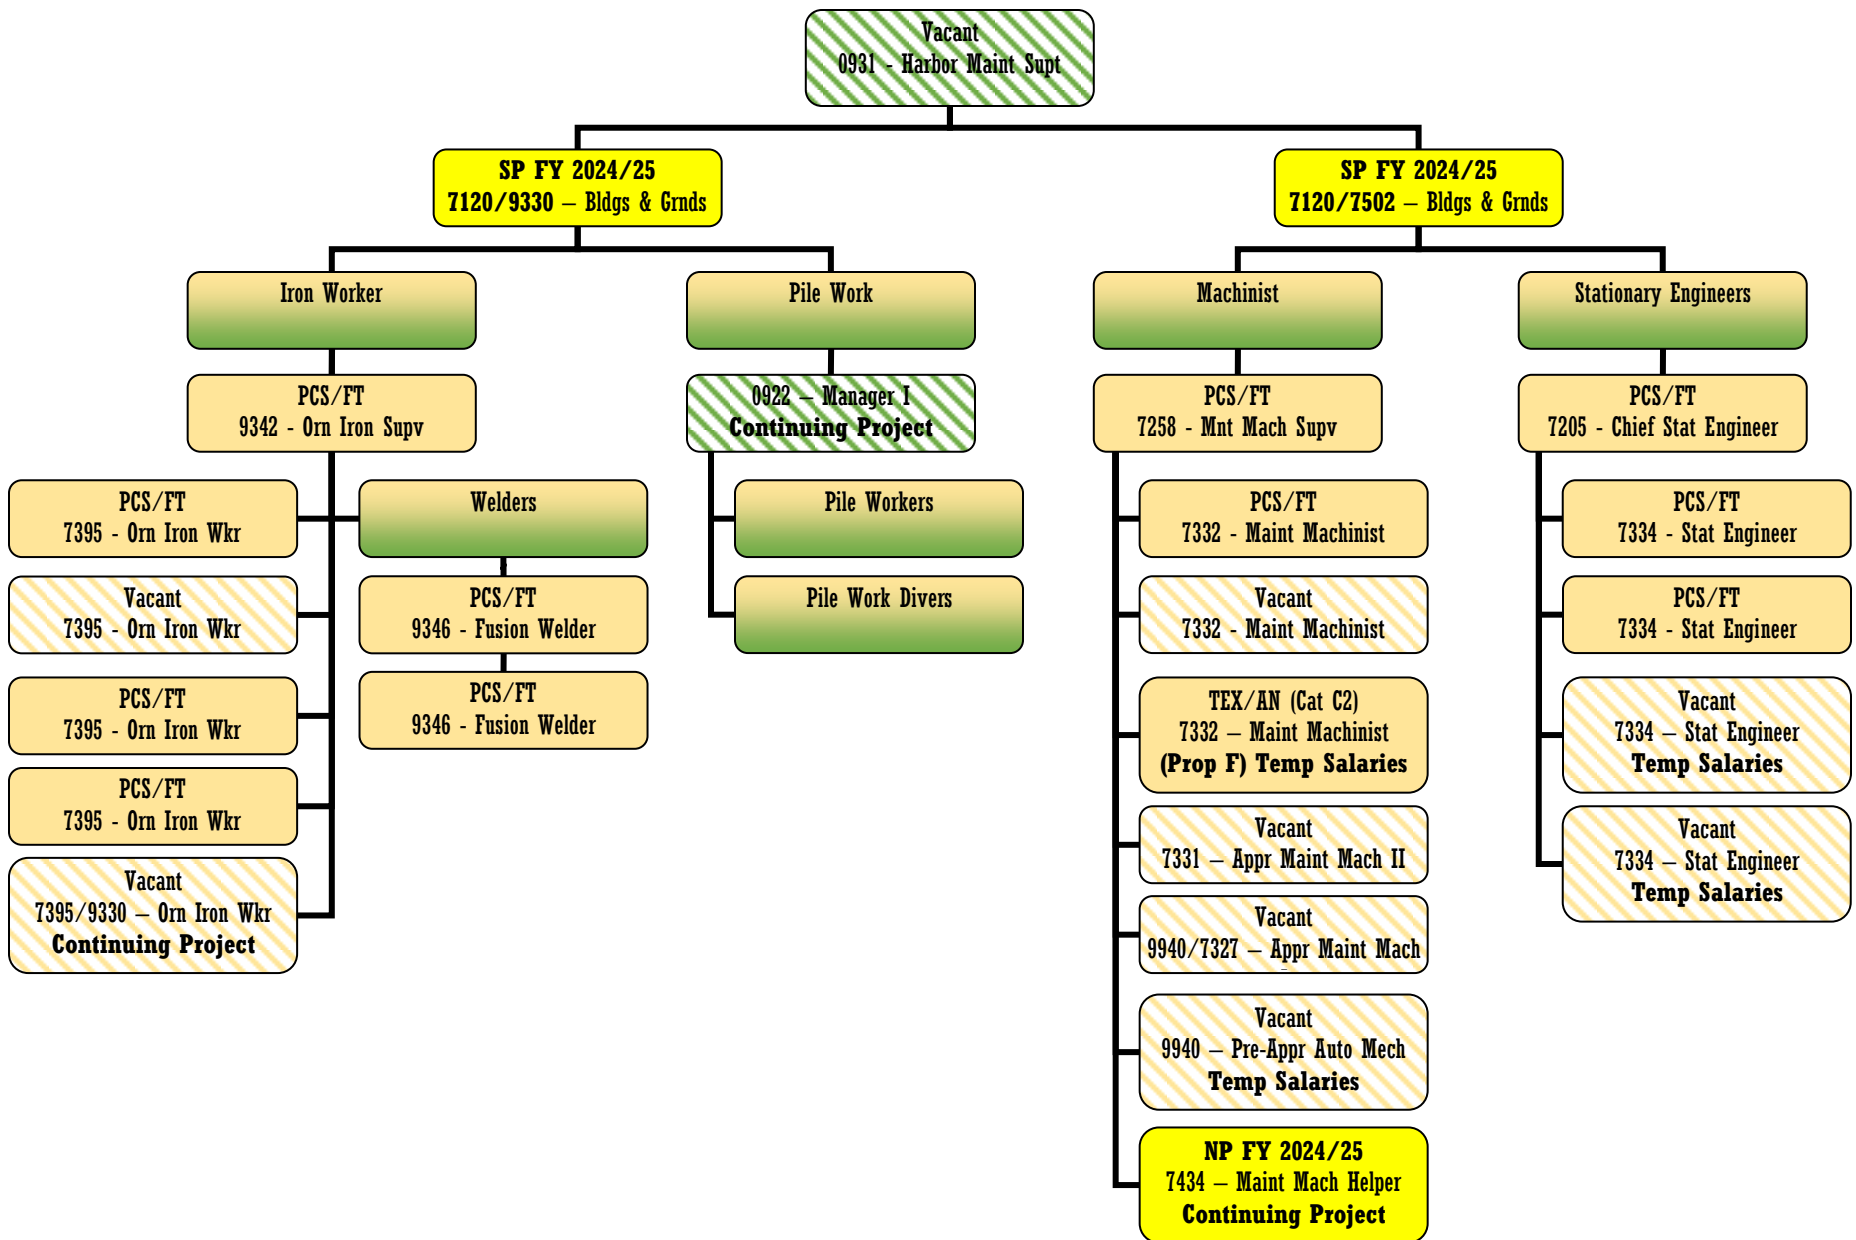 Vacant
0931 - Harbor Maint Supt
SP FY 2024/25
7120/9330 – Bldgs & Grnds
SP FY 2024/25
7120/7502 – Bldgs & Grnds
Iron Worker
Pile Work
Machinist
Stationary Engineers
PCS/FT
9342 - Orn Iron Supv
0922 – Manager I
Continuing Project
PCS/FT
7258 - Mnt Mach Supv
PCS/FT
7205 - Chief Stat Engineer
PCS/FT
7395 - Orn Iron Wkr
Vacant
7395 - Orn Iron Wkr
PCS/FT
7395 - Orn Iron Wkr
PCS/FT
7395 - Orn Iron Wkr
Vacant
7395/9330 – Orn Iron Wkr
Continuing Project
Welders
PCS/FT
9346 - Fusion Welder
PCS/FT
9346 - Fusion Welder
Pile Workers
Pile Work Divers
PCS/FT
7332 - Maint Machinist
Vacant
7332 - Maint Machinist
TEX/AN (Cat C2)
7332 – Maint Machinist
(Prop F) Temp Salaries
Vacant
7331 – Appr Maint Mach II
Vacant
9940/7327 – Appr Maint Mach
Vacant
9940 – Pre-Appr Auto Mech
Temp Salaries
NP FY 2024/25
7434 – Maint Mach Helper
Continuing Project
PCS/FT
7334 - Stat Engineer
PCS/FT
7334 - Stat Engineer
Vacant
7334 – Stat Engineer
Temp Salaries
Vacant
7334 – Stat Engineer
Temp Salaries